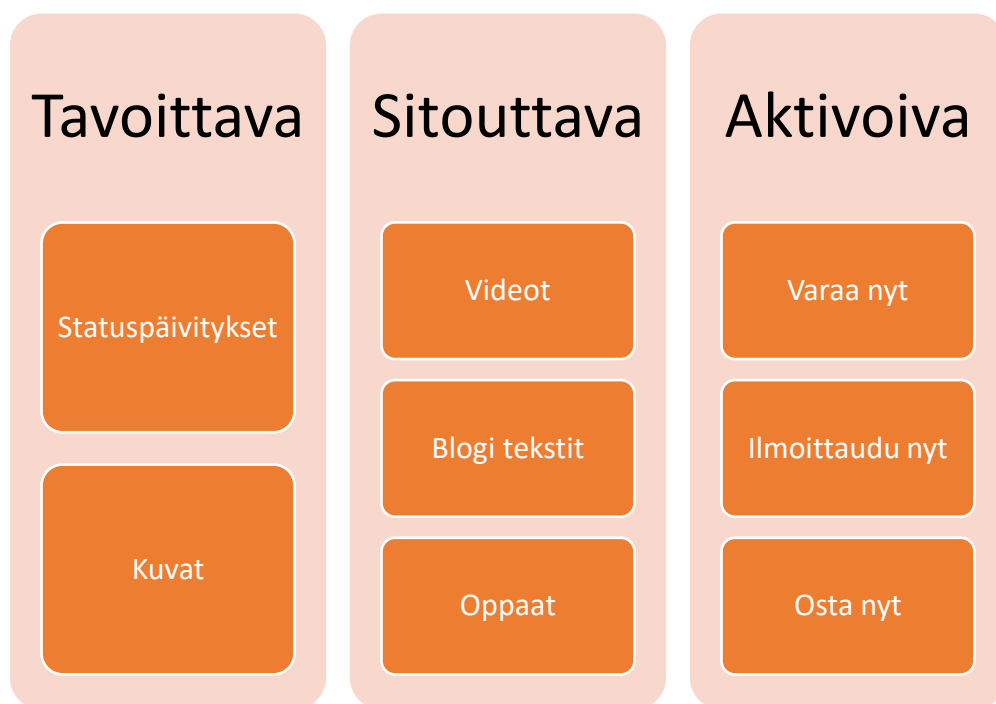 Tavoittava
Statuspäivitykset
Kuvat
Sitouttava
Videot
Blogi tekstit
Oppaat
Aktivoiva
Varaa nyt
Ilmoittaudu nyt
Osta nyt